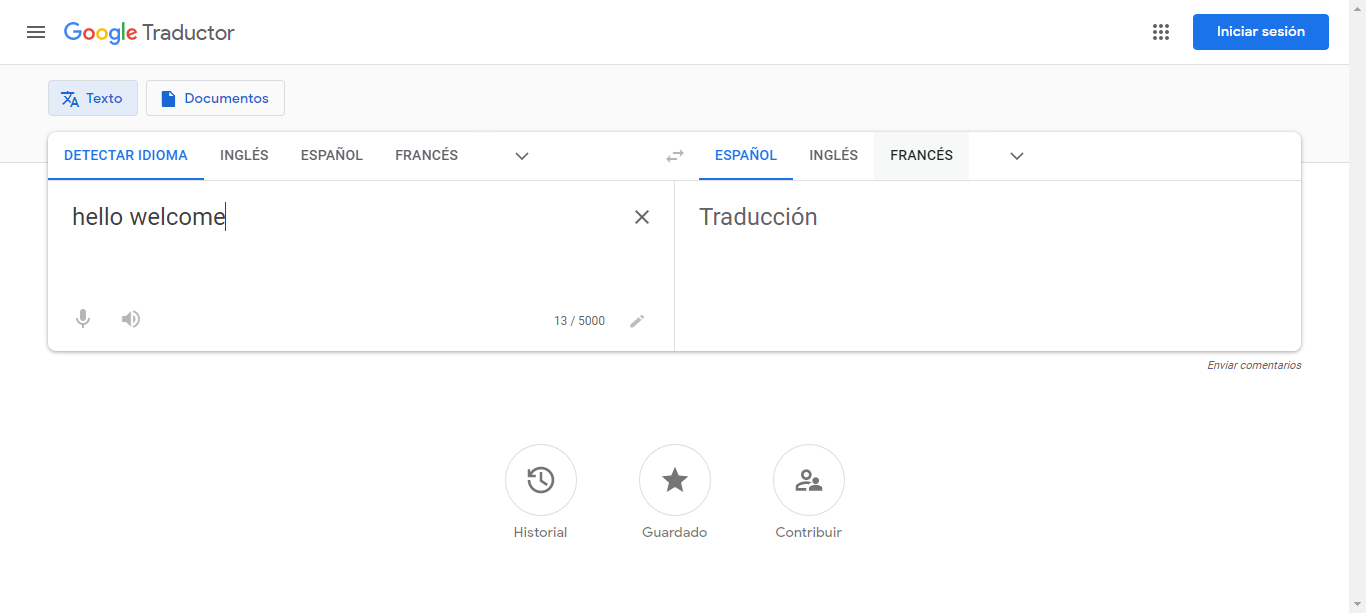 Google Traductor
Iniciar sesión
Texto
Documentos
DETECTAR IDIOMA INGLÉS ESPAÑOL FRANCÉS
ESPAÑOL INGLÉS FRANCÉS
hello welcome
Traducción
13 / 5000
Enviar comentarios
Historial
Guardado
Contribuir